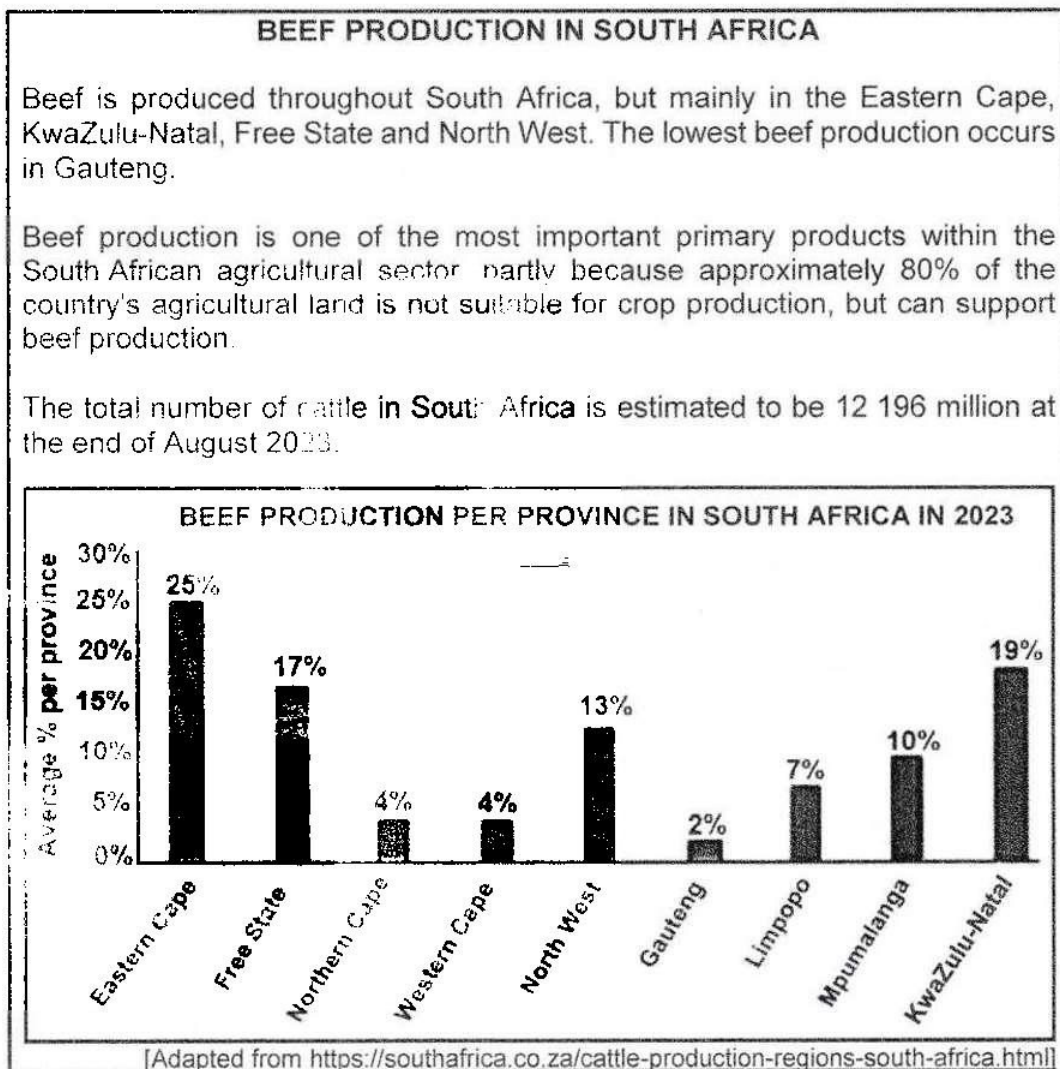 BEEF PRODUCTION IN SOUTH AFRICA
Beef is produced throughout South Africa, but mainly in the Eastern Cape,
KwaZulu-Natal, Free State and North West. The lowest beef production occurs
in Gauteng.
Beef production is one of the most important primary products within the
South African agricultural sector partly because approximately 80% of the
country's agricultural land is not suitable for crop production, but can support
beef production.
The total number of cattle in South Africa is estimated to be 12 196 million at
the end of August 2023.
BEEF PRODUCTION PER PROVINCE IN SOUTH AFRICA IN 2023
Average % per province
30%
25%
20%
15%
10%
5%
0%
25%
17%
4%
4%
13%
2%
7%
10%
19%
Eastern Cape
Free State
Northern Cape
Western Cape
North West
Gauteng
Limpopo
Mpumalanga
KwaZulu-Natal
[Adapted from https://southafrica.co.za/cattle-production-regions-south-africa.html]